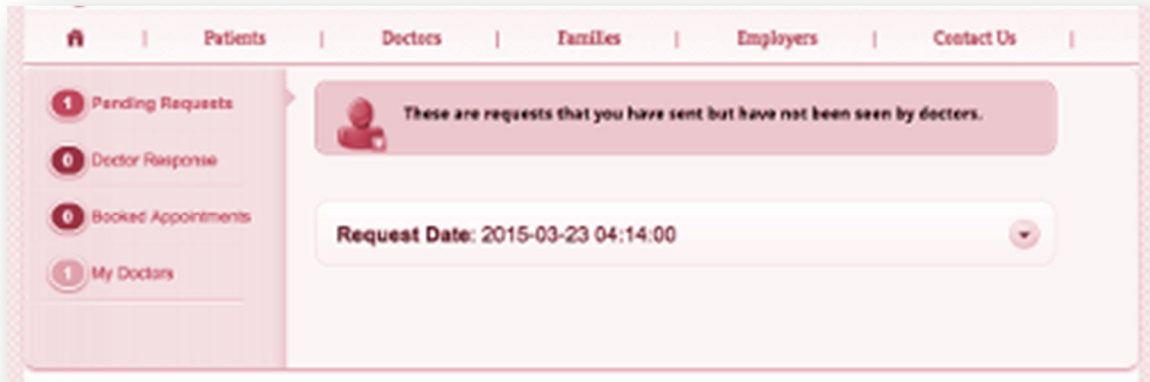 Patients | Doctors | Families | Employers | Contact Us |
1 Pending Requests
0 Doctor Response
0 Booked Appointments
1 My Doctors
These are requests that you have sent but have not been seen by doctors.
Request Date: 2015-03-23 04:14:00